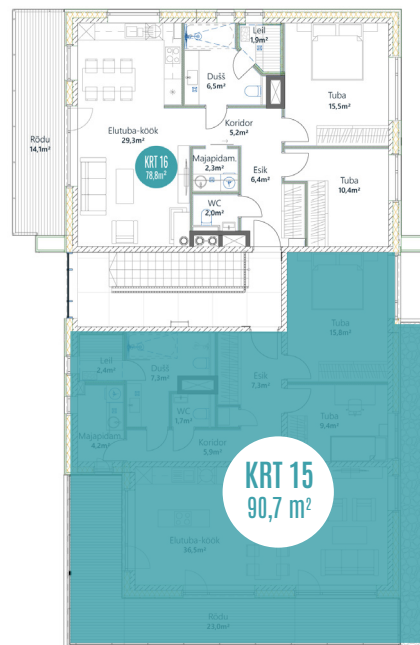 Leil
1,9m²
Dušš
6,5m²
Tuba
15,5m²
Koridor
5,2m²
Elutuba-köök
29,3m²
Rõdu
14,1m²
KRT 16
78,8m²
Majapidam.
2,3m²
Esik
6,4m²
Tuba
10,4m²
WC
2,0m²
Tuba
15,8m²
Leil
2,4m²
Dušš
7,3m²
Esik
7,3m²
WC
1,7m²
Tuba
9,4m²
Majapidam.
4,2m²
Koridor
5,9m²
KRT 15
90,7 m²
Elutuba-köök
36,5m²
Rõdu
23,0m²